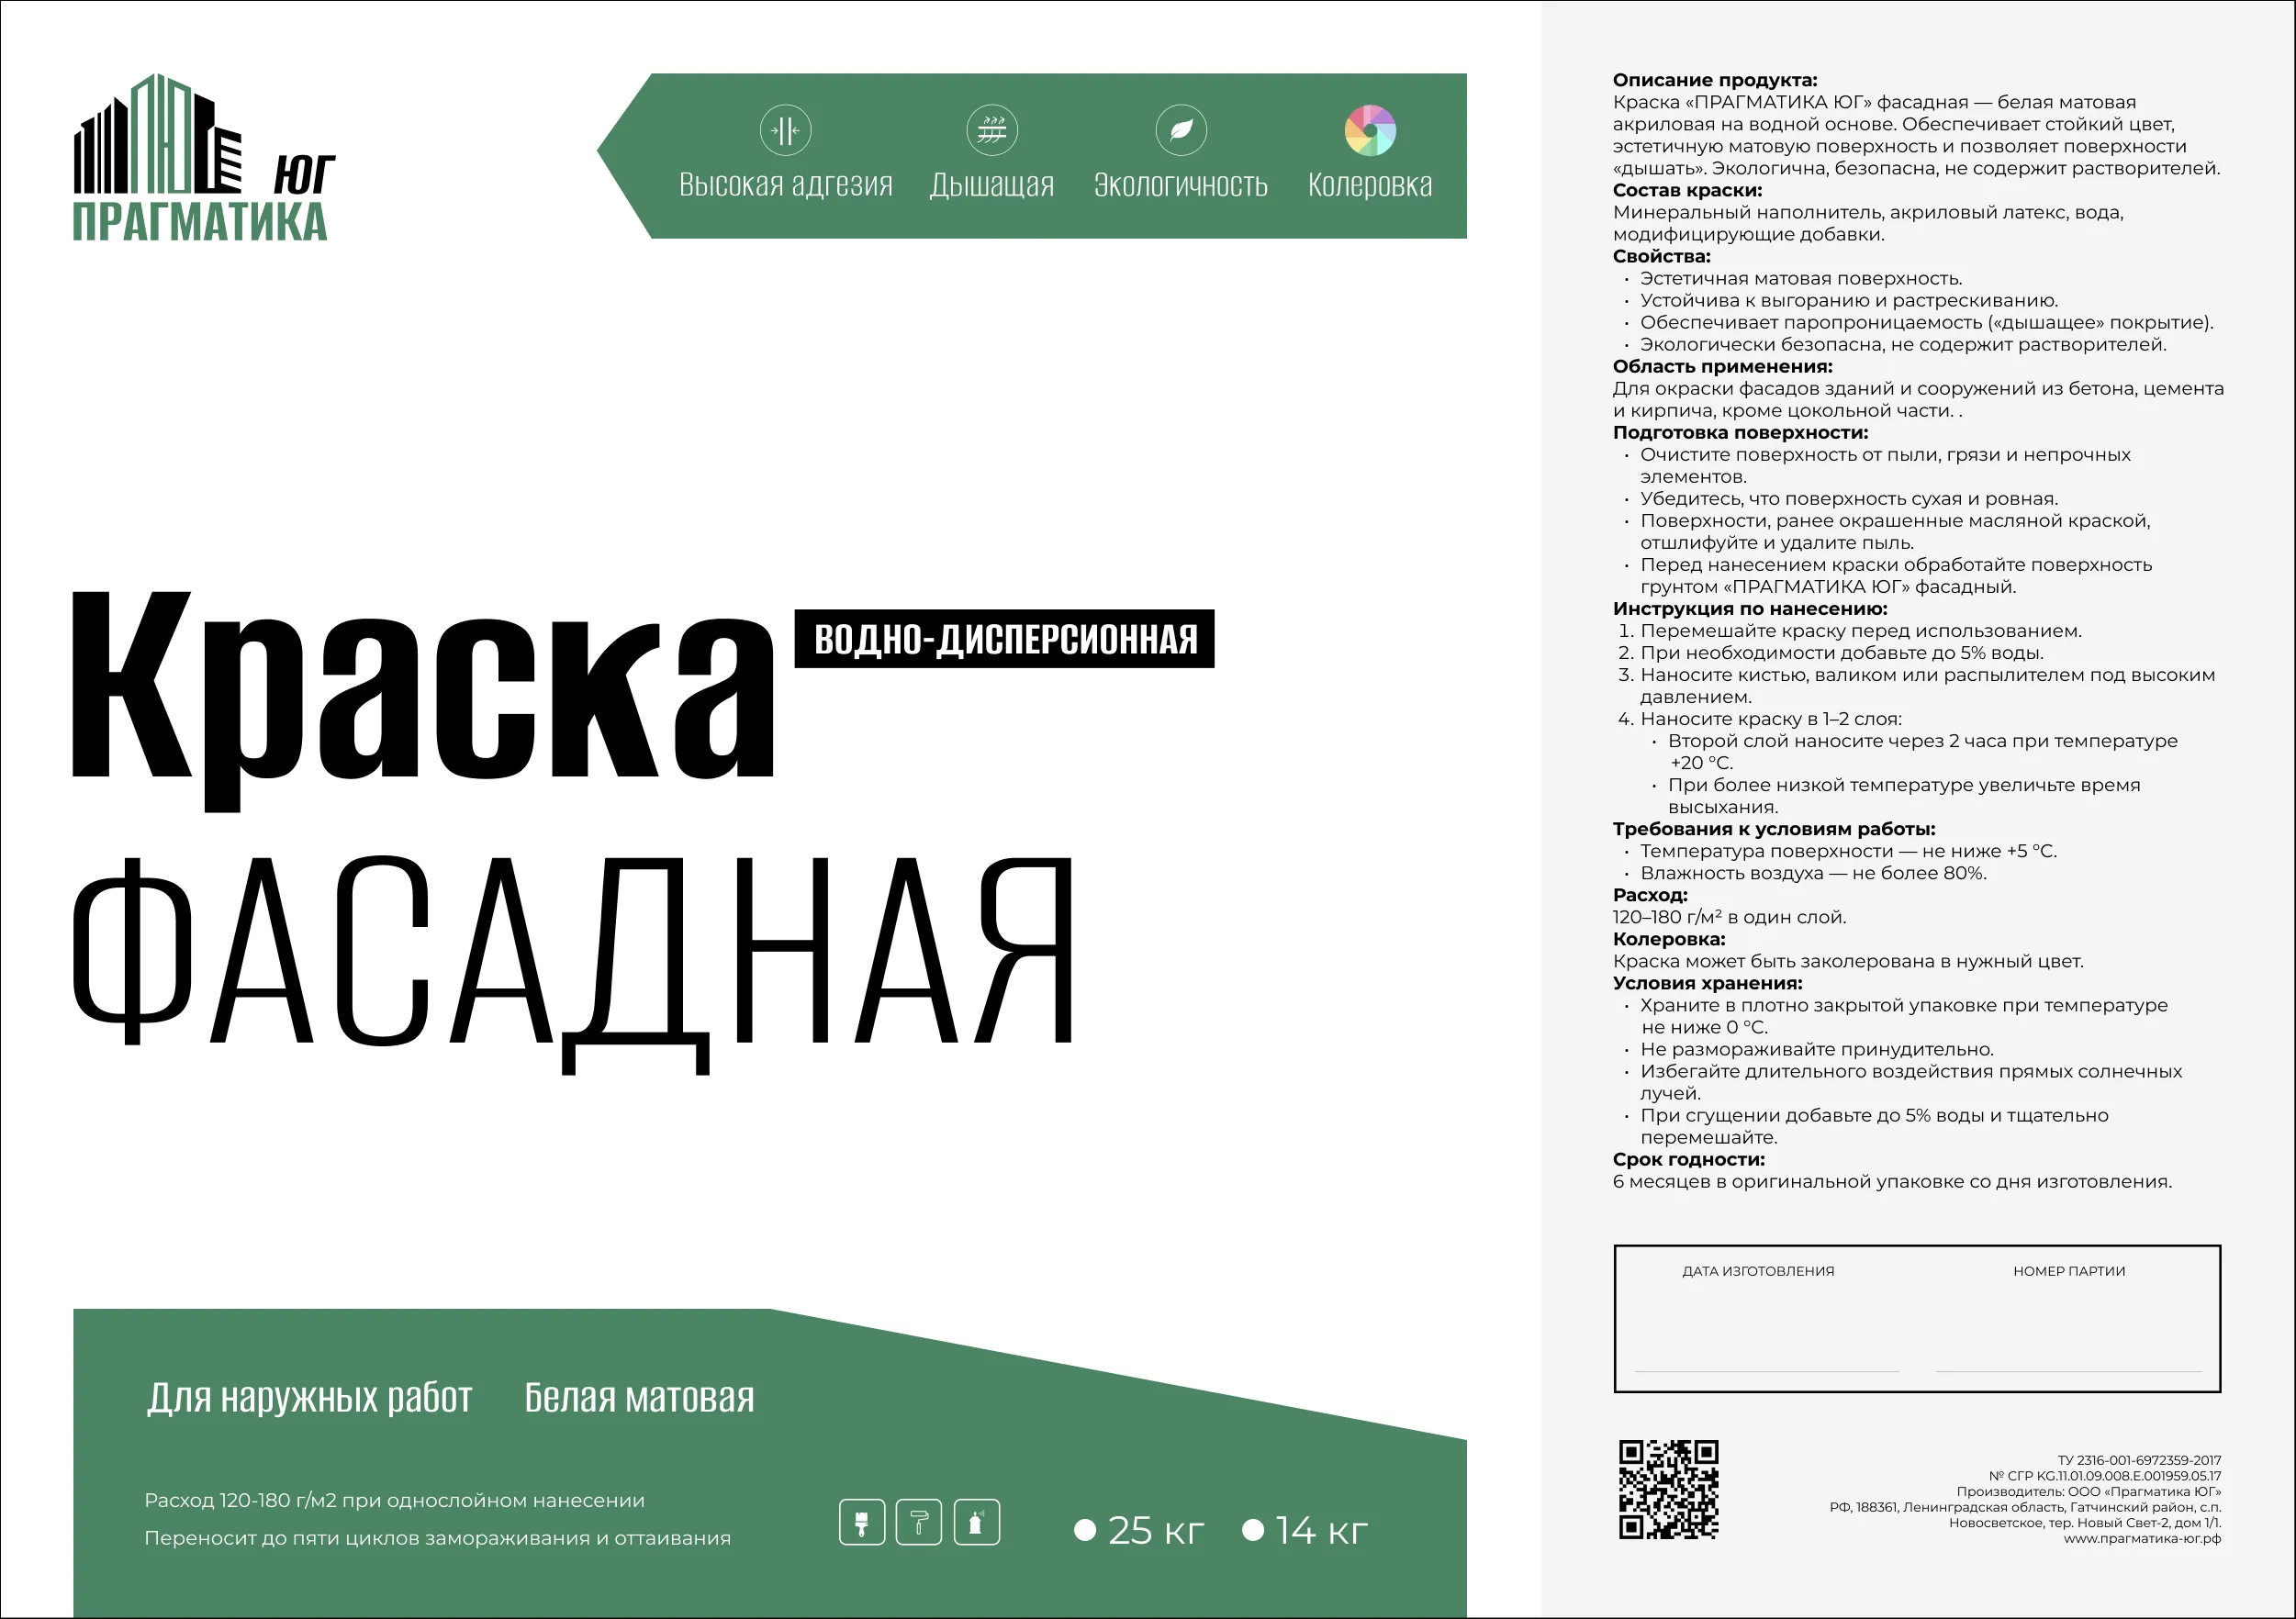 ЮГ
ПРАГМАТИКА
Высокая адгезия
Дышащая
Экологичность
Колеровка
Краска
ВОДНО-ДИСПЕРСИОННАЯ
ФАСАДНАЯ
Для наружных работ
Белая матовая
Расход 120-180 г/м2 при однослойном нанесении
Переносит до пяти циклов замораживания и оттаивания
25 кг
14 кг
Описание продукта:
Краска «ПРАГМАТИКА ЮГ» фасадная — белая матовая
акриловая на водной основе. Обеспечивает стойкий цвет,
эстетичную матовую поверхность и позволяет поверхности
«дышать». Экологична, безопасна, не содержит растворителей.
Состав краски:
Минеральный наполнитель, акриловый латекс, вода,
модифицирующие добавки.
Свойства:
• Эстетичная матовая поверхность.
• Устойчива к выгоранию и растрескиванию.
• Обеспечивает паропроницаемость («дышащее» покрытие).
• Экологически безопасна, не содержит растворителей.
Область применения:
Для окраски фасадов зданий и сооружений из бетона, цемента
и кирпича, кроме цокольной части. .
Подготовка поверхности:
• Очистите поверхность от пыли, грязи и непрочных
элементов.
• Убедитесь, что поверхность сухая и ровная.
• Поверхности, ранее окрашенные масляной краской,
отшлифуйте и удалите пыль.
• Перед нанесением краски обработайте поверхность
грунтом «ПРАГМАТИКА ЮГ» фасадный.
Инструкция по нанесению:
1. Перемешайте краску перед использованием.
2. При необходимости добавьте до 5% воды.
3. Наносите кистью, валиком или распылителем под высоким
давлением.
4. Наносите краску в 1–2 слоя:
• Второй слой наносите через 2 часа при температуре
+20 °C.
• При более низкой температуре увеличьте время
высыхания.
Требования к условиям работы:
• Температура поверхности — не ниже +5 °C.
• Влажность воздуха — не более 80%.
Расход:
120–180 г/м² в один слой.
Колеровка:
Краска может быть заколерована в нужный цвет.
Условия хранения:
• Храните в плотно закрытой упаковке при температуре
не ниже 0 °C.
• Не размораживайте принудительно.
• Избегайте длительного воздействия прямых солнечных
лучей.
• При сгущении добавьте до 5% воды и тщательно
перемешайте.
Срок годности:
6 месяцев в оригинальной упаковке со дня изготовления.
ДАТА ИЗГОТОВЛЕНИЯ
НОМЕР ПАРТИИ
ТУ 2316-001-6972359-2017
№ СГР KG.11.01.09.008.E.001959.05.17
Производитель: ООО «Прагматика ЮГ»
РФ, 188361, Ленинградская область, Гатчинский район, с.п.
Новосветское, тер. Новый Свет-2, дом 1/1.
www.прагматика-юг.рф